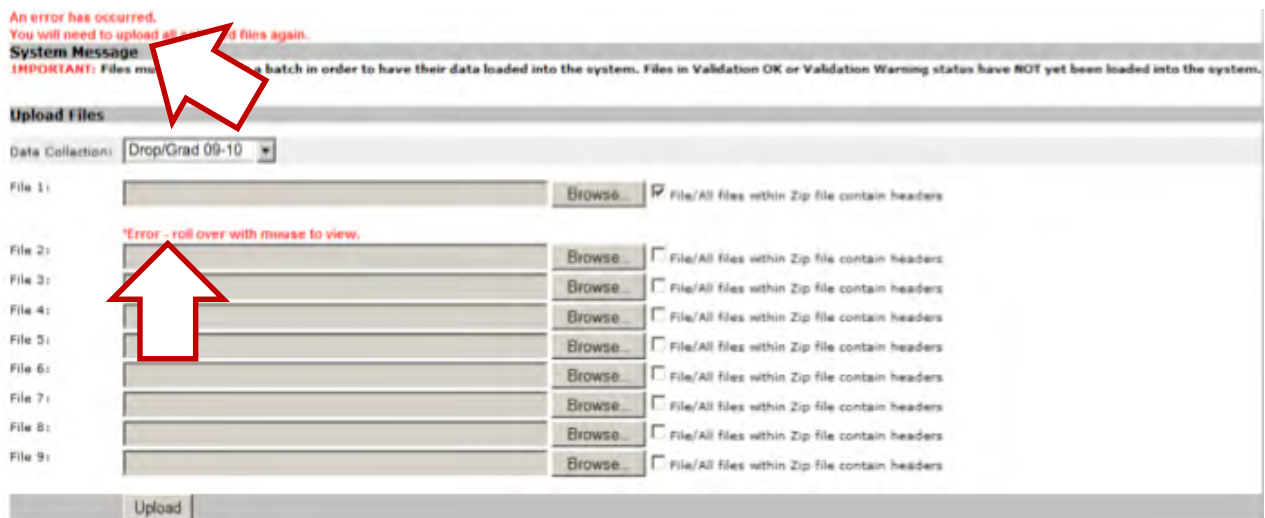 An error has occurred.
You will need to upload all files again.
System Message
IMPORTANT: Files a batch in order to have their data loaded into the system. Files in Validation OK or Validation Warning status have NOT yet been loaded into the system.
Upload Files
Data Collection: Drop/Grad 09-10
File 1: Browse... File/All files within Zip file contain headers
*Error - roll over with mouse to view.
File 2: Browse... File/All files within Zip file contain headers
File 3: Browse... File/All files within Zip file contain headers
File 4: Browse... File/All files within Zip file contain headers
File 5: Browse... File/All files within Zip file contain headers
File 6: Browse... File/All files within Zip file contain headers
File 7: Browse... File/All files within Zip file contain headers
File 8: Browse... File/All files within Zip file contain headers
File 9: Browse... File/All files within Zip file contain headers
Upload